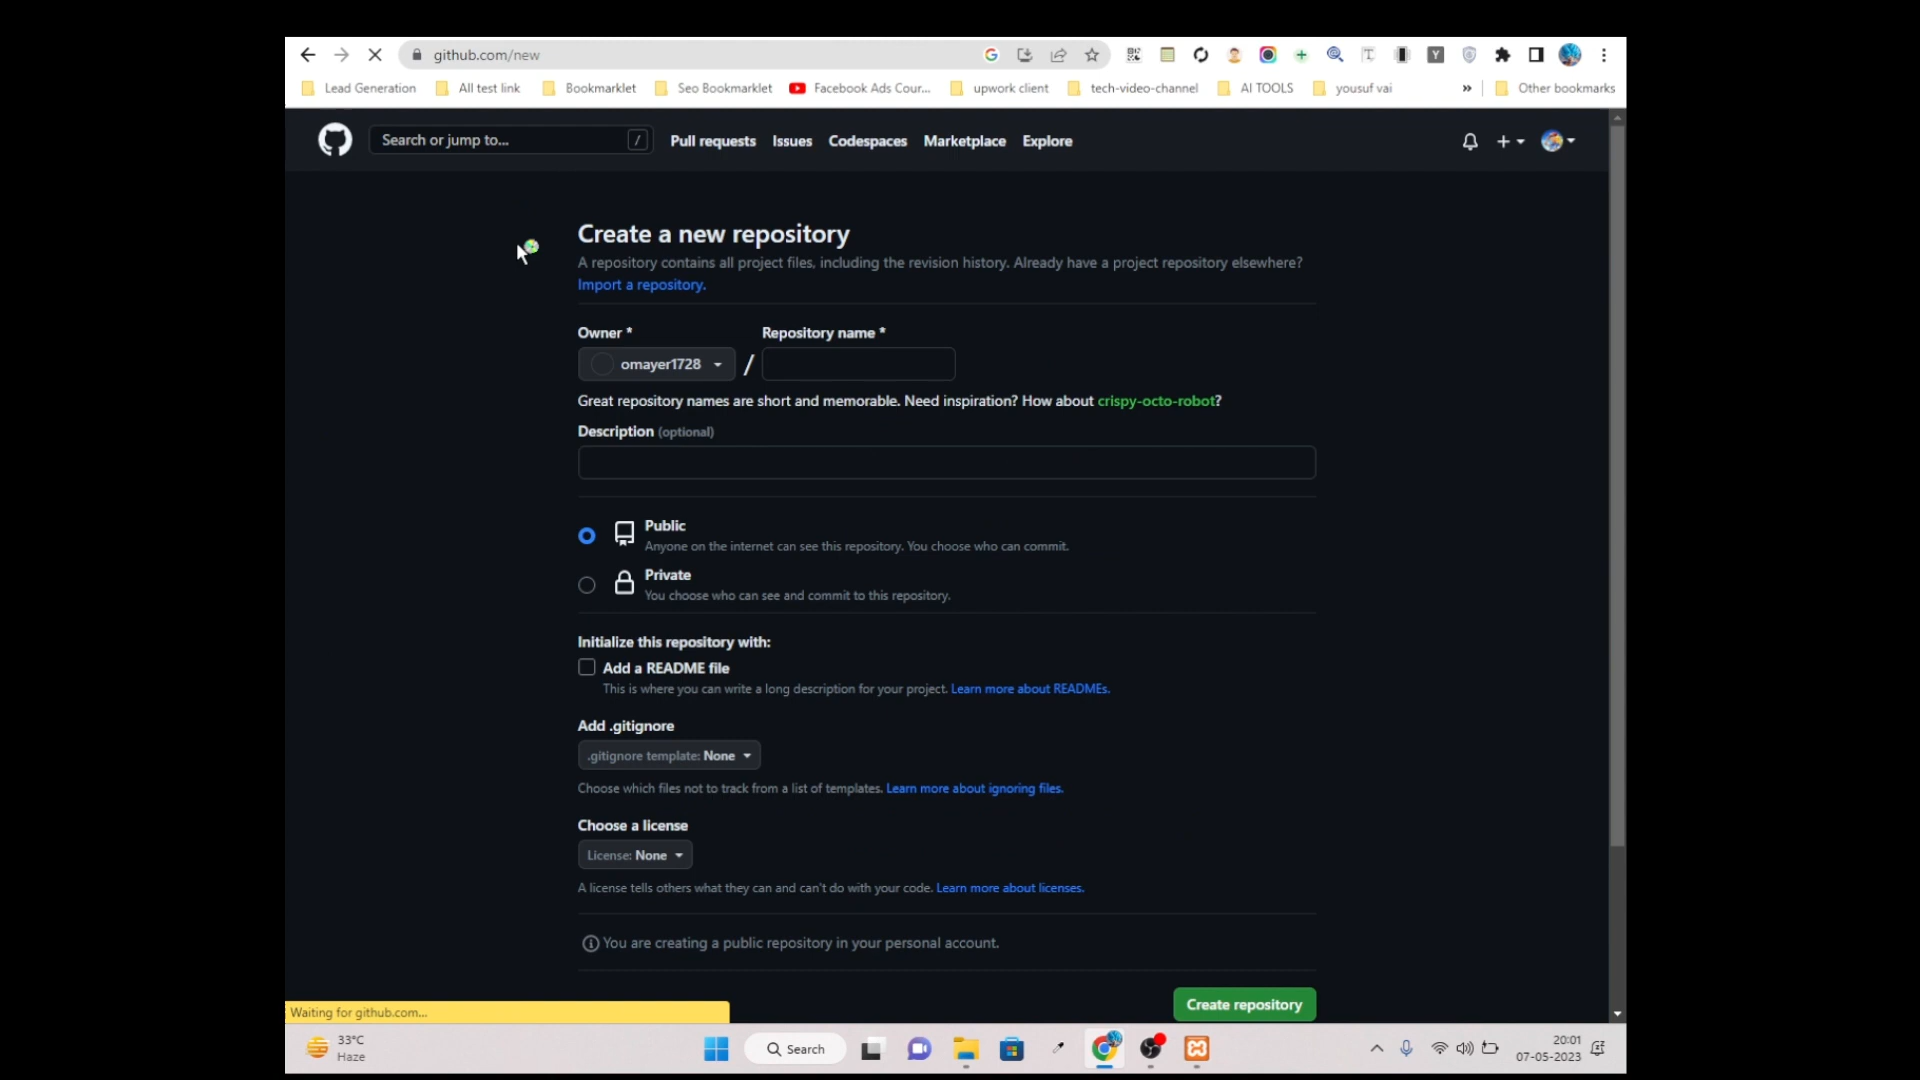 github.com/new
Lead Generation All test link Bookmarklet Seo Bookmarklet Facebook Ads Cour... upwork client tech-video-channel AI TOOLS yousuf vai » Other bookmarks
Search or jump to... / Pull requests Issues Codespaces Marketplace Explore
Create a new repository
A repository contains all project files, including the revision history. Already have a project repository elsewhere?
Import a repository.
Owner * Repository name *
omayer1728 /
Great repository names are short and memorable. Need inspiration? How about crispy-octo-robot?
Description (optional)
Public
Anyone on the internet can see this repository. You choose who can commit.
Private
You choose who can see and commit to this repository.
Initialize this repository with:
Add a README file
This is where you can write a long description for your project. Learn more about READMEs.
Add .gitignore
.gitignore template: None
Choose which files not to track from a list of templates. Learn more about ignoring files.
Choose a license
License: None
A license tells others what they can and can't do with your code. Learn more about licenses.
You are creating a public repository in your personal account.
Create repository
Waiting for github.com...
33°C
Haze
Search
20:01
07-05-2023